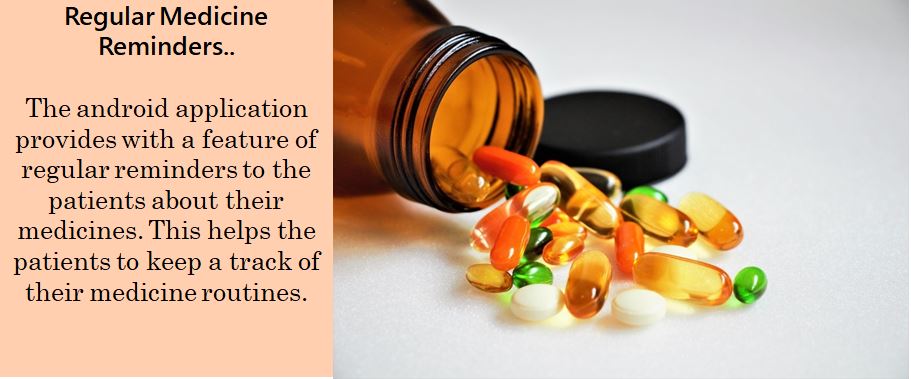 Regular Medicine
Reminders..
The android application
provides with a feature of
regular reminders to the
patients about their
medicines. This helps the
patients to keep a track of
their medicine routines.